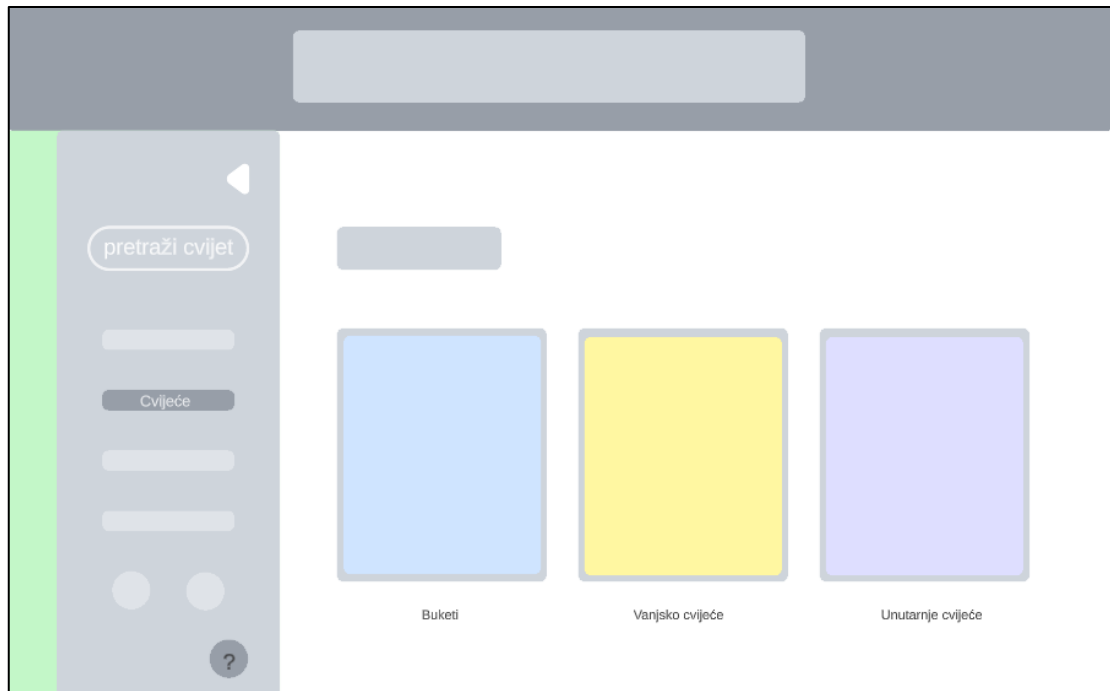 pretraži cvijet
Cvijeće
?
Buketi
Vanjsko cvijeće
Unutarnje cvijeće